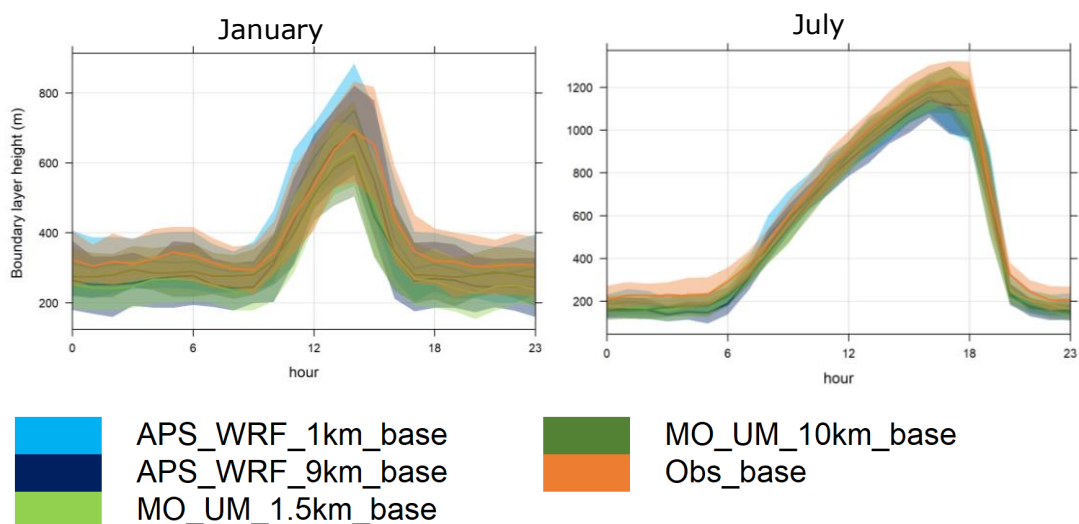 January
July
Boundary layer height (m)
800
600
400
200
0
6
12
18
23
hour
1200
1000
800
600
400
200
0
6
12
18
23
hour
APS_WRF_1km_base
APS_WRF_9km_base
MO_UM_1.5km_base
MO_UM_10km_base
Obs_base